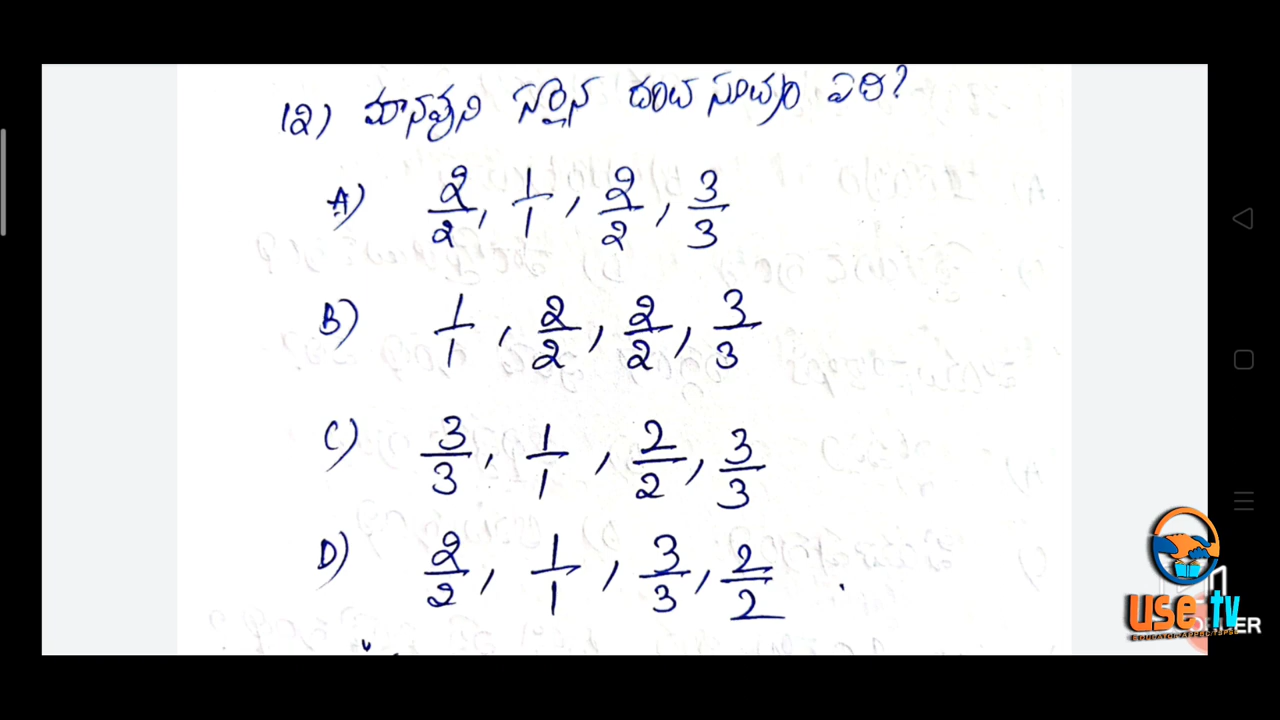 12) మానవుని స్థాన దంట సూత్రం ఏది?
A) 2/2, 1/1, 2/2, 3/3
B) 1/1, 2/2, 2/2, 3/3
C) 3/3, 1/1, 2/2, 3/3
D) 2/2, 1/1, 3/3, 2/2
USE TV